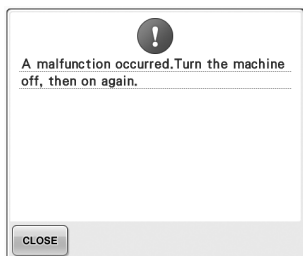 A malfunction occurred.Turn the machine
off, then on again.
CLOSE